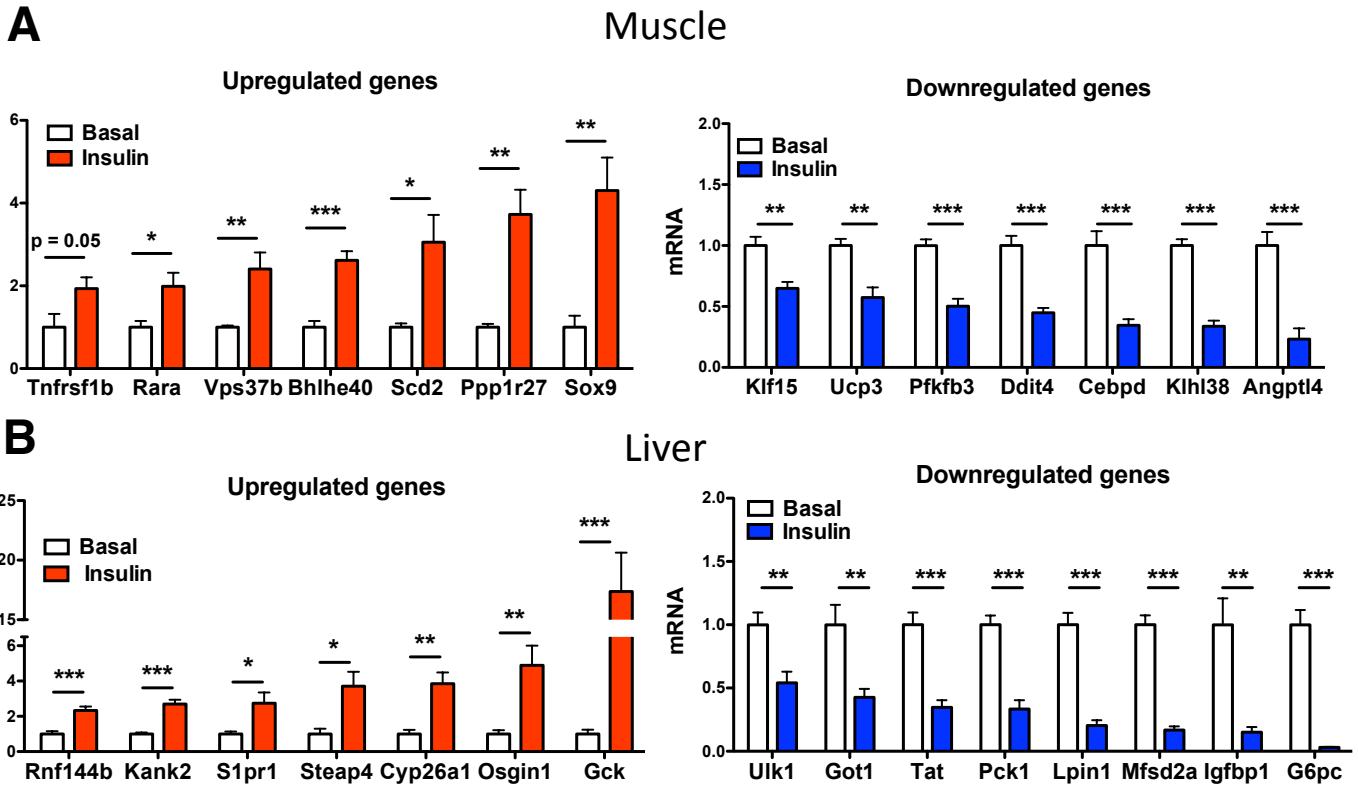 A
Muscle
Upregulated genes
Basal
Insulin
6
4
2
0
p = 0.05
*
**
***
*
**
**
Tnfrsf1b Rara Vps37b Bhlhe40 Scd2 Ppp1r27 Sox9
Downregulated genes
Basal
Insulin
mRNA
2.0
1.5
1.0
0.5
0.0
** ** *** *** *** *** ***
Klf15 Ucp3 Pfkfb3 Ddit4 Cebpd Klhl38 Angptl4
B
Liver
Upregulated genes
Basal
Insulin
25
20
15
6
4
2
0
***
***
*
*
**
**
***
Rnf144b Kank2 S1pr1 Steap4 Cyp26a1 Osgin1 Gck
Downregulated genes
Basal
Insulin
mRNA
2.0
1.5
1.0
0.5
0.0
** ** *** *** *** *** ** ***
Ulk1 Got1 Tat Pck1 Lpin1 Mfsd2a Igfbp1 G6pc